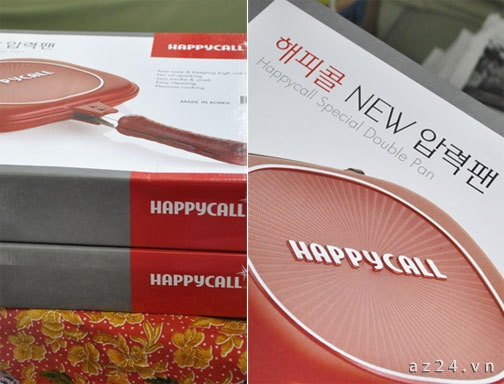 압력팬
HAPPYCALL
HAPPYCALL
MADE IN KOREA
HAPPYCALL
HAPPYCALL
해피콜 NEW 압력팬
Happycall Special Double Pan
HAPPYCALL
az24.vn